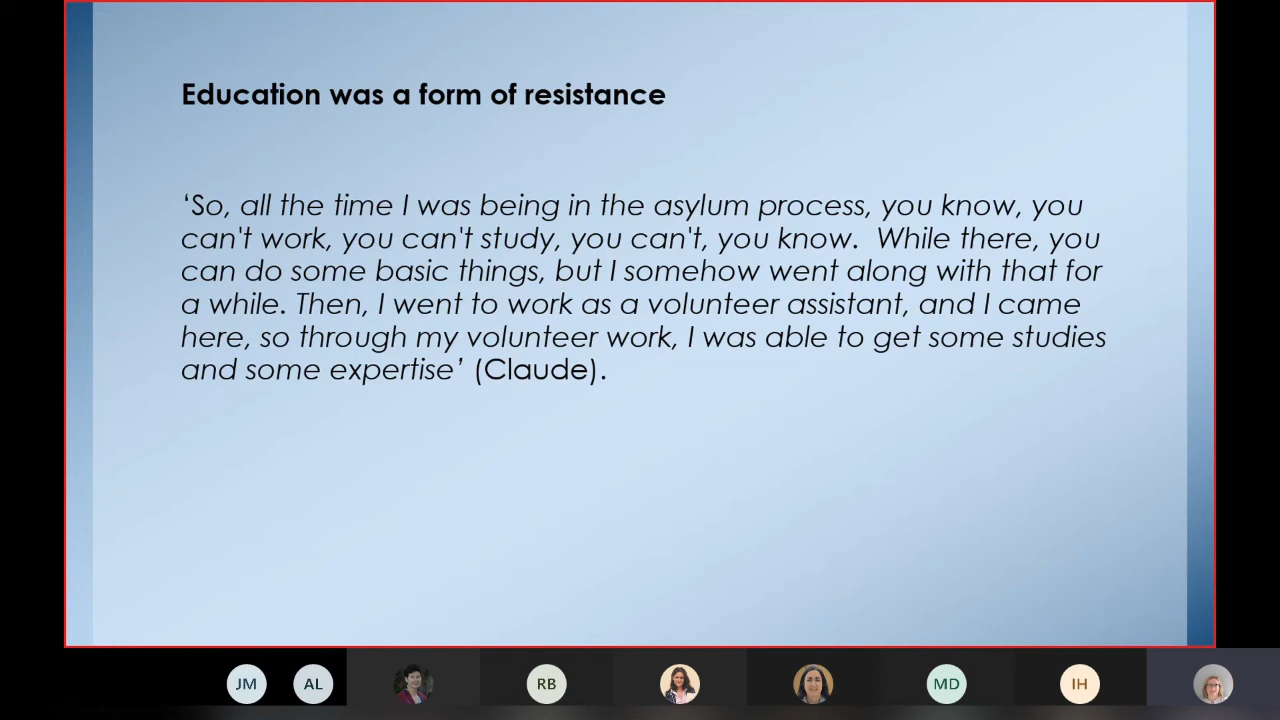 Education was a form of resistance
‘So, all the time I was being in the asylum process, you know, you
can't work, you can't study, you can't, you know.  While there, you
can do some basic things, but I somehow went along with that for
a while. Then, I went to work as a volunteer assistant, and I came
here, so through my volunteer work, I was able to get some studies
and some expertise’ (Claude).
JM AL RB MD IH